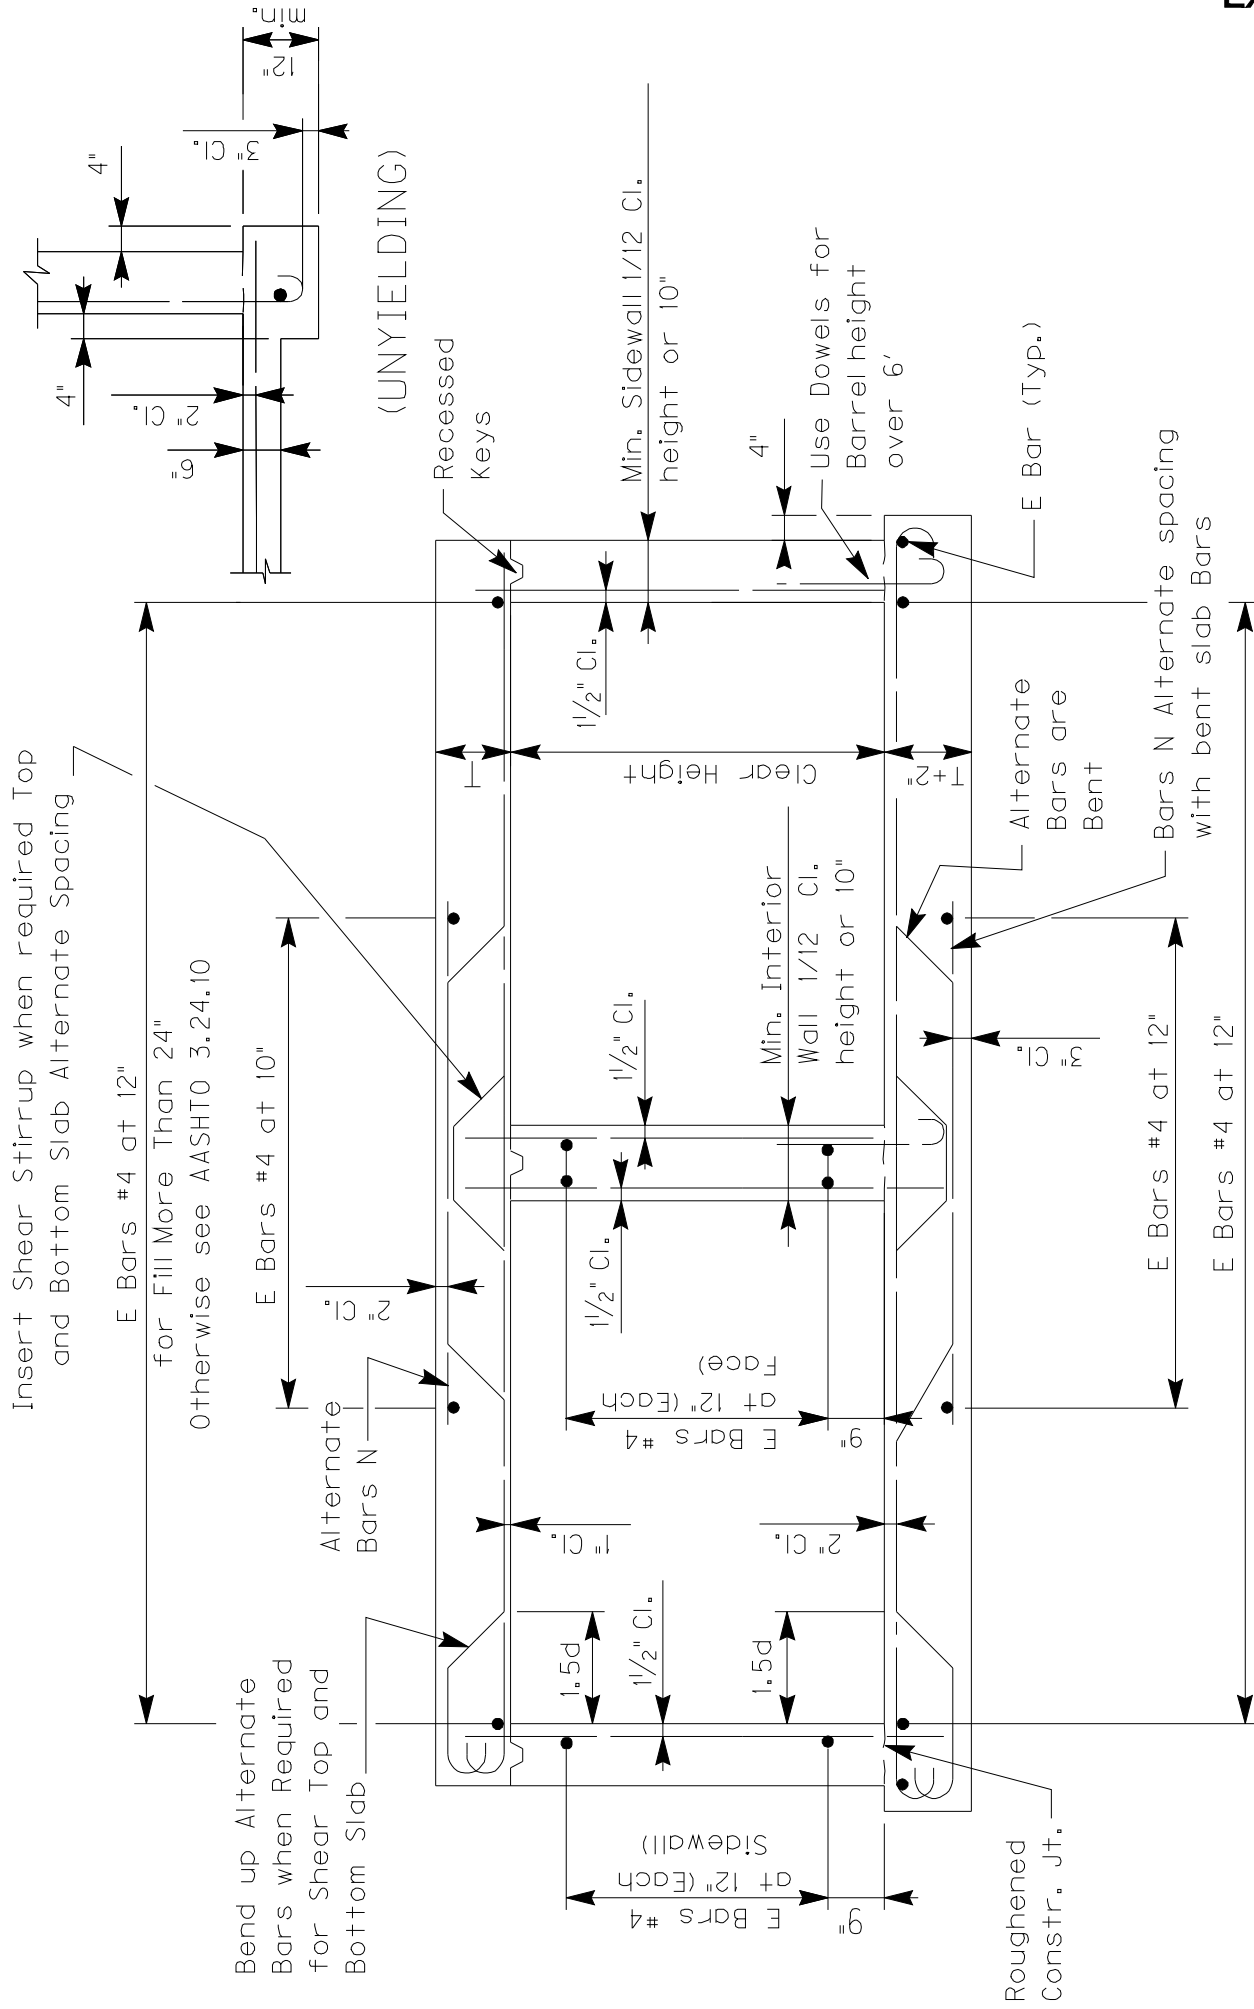 Insert Shear Stirrup when required Top
and Bottom Slab Alternate Spacing
E Bars #4 at 12"
for Fill More Than 24"
Otherwise see AASHTO 3.24.10
E Bars #4 at 10"
Bend up Alternate
Bars when Required
for Shear Top and
Bottom Slab
Alternate
Bars N
2" Cl.
T
Recessed
Keys
1" Cl.
1.5d
1 1/2" Cl.
1 1/2" Cl.
1 1/2" Cl.
1 1/2" Cl.
Min. Sidewall 1/12 Cl.
height or 10"
E Bars #4
at 12" (Each
Sidewall)
9"
E Bars #4
at 12" (Each
Face)
9"
Clear Height
Min. Interior
Wall 1/12 Cl.
height or 10"
1.5d
2" Cl.
Use Dowels for
Barrel height
over 6'
4"
T+2"
3" Cl.
Roughened
Constr. Jt.
Alternate
Bars are
Bent
E Bar (Typ.)
Bars N Alternate spacing
with bent slab Bars
E Bars #4 at 12"
E Bars #4 at 12"
4"
4"
2" Cl.
6"
3" Cl.
12"
min.
(UNYIELDING)